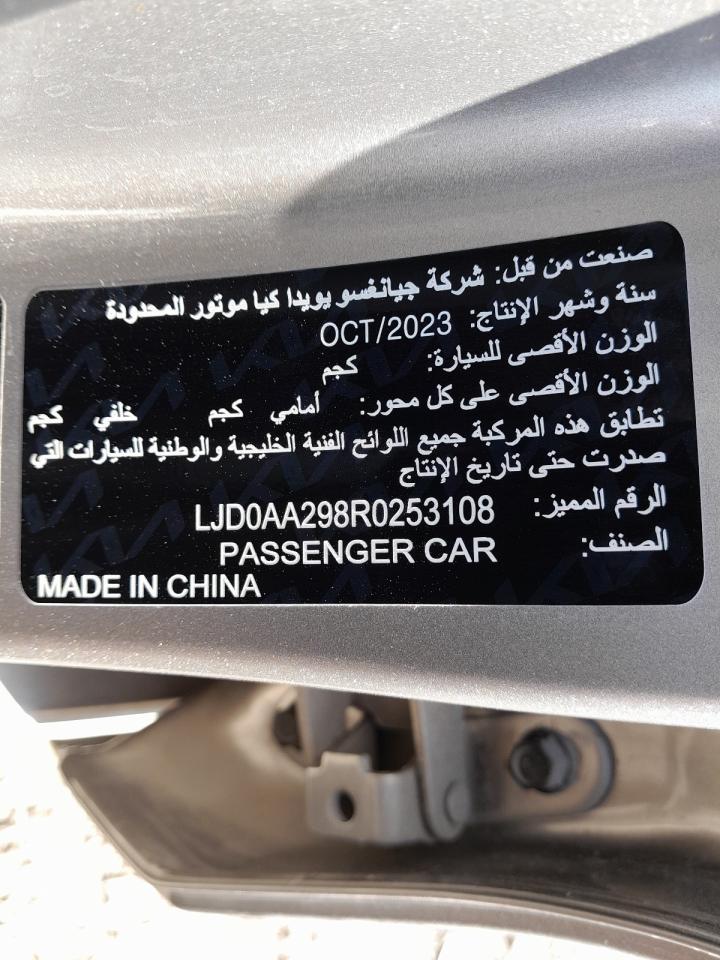 صنعت من قبل: شركة جيانغسو يويدا كيا موتور المحدودة
سنة وشهر الإنتاج: OCT/2023
الوزن الأقصى للسيارة: كجم
الوزن الأقصى على كل محور: أمامي كجم خلفي كجم
تطابق هذه المركبة جميع اللوائح الفنية الخليجية والوطنية للسيارات التي
صدرت حتى تاريخ الإنتاج
الرقم المميز: LJD0AA298R0253108
الصنف: PASSENGER CAR
MADE IN CHINA